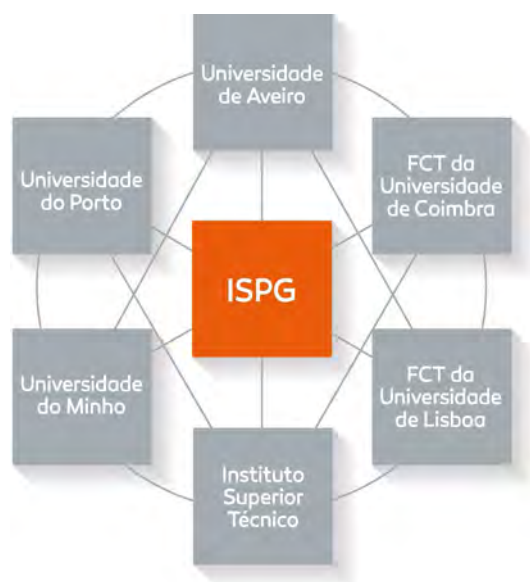 Universidade
de Aveiro
Universidade
do Porto
FCT da
Universidade
de Coimbra
ISPG
Universidade
do Minho
FCT da
Universidade
de Lisboa
Instituto
Superior
Técnico